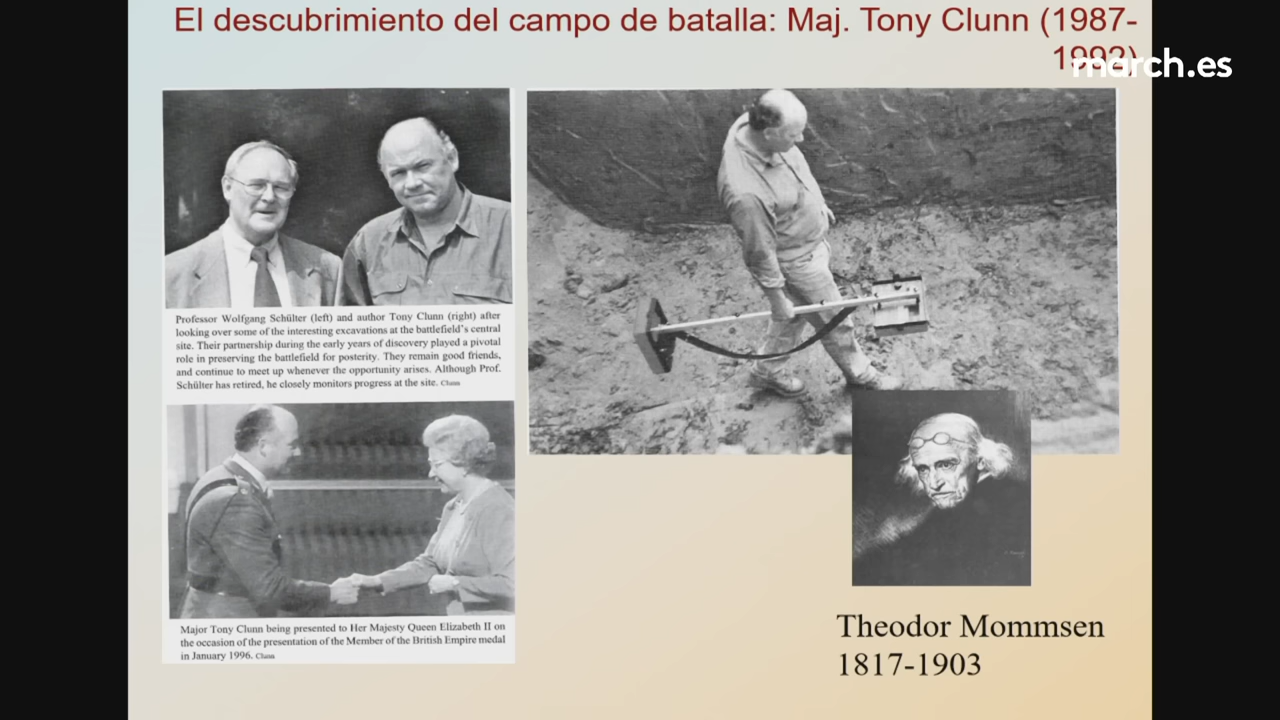 El descubrimiento del campo de batalla: Maj. Tony Clunn (1987-
1992)
march.es
Professor Wolfgang Schülter (left) and author Tony Clunn (right) after
looking over some of the interesting excavations at the battlefield's central
site. Their partnership during the early years of discovery played a pivotal
role in preserving the battlefield for posterity. They remain good friends,
and continue to meet up whenever the opportunity arises. Although Prof.
Schülter has retired, he closely monitors progress at the site. Clunn
Major Tony Clunn being presented to Her Majesty Queen Elizabeth II on
the occasion of the presentation of the Member of the British Empire medal
in January 1996. Clunn
Theodor Mommsen
1817-1903